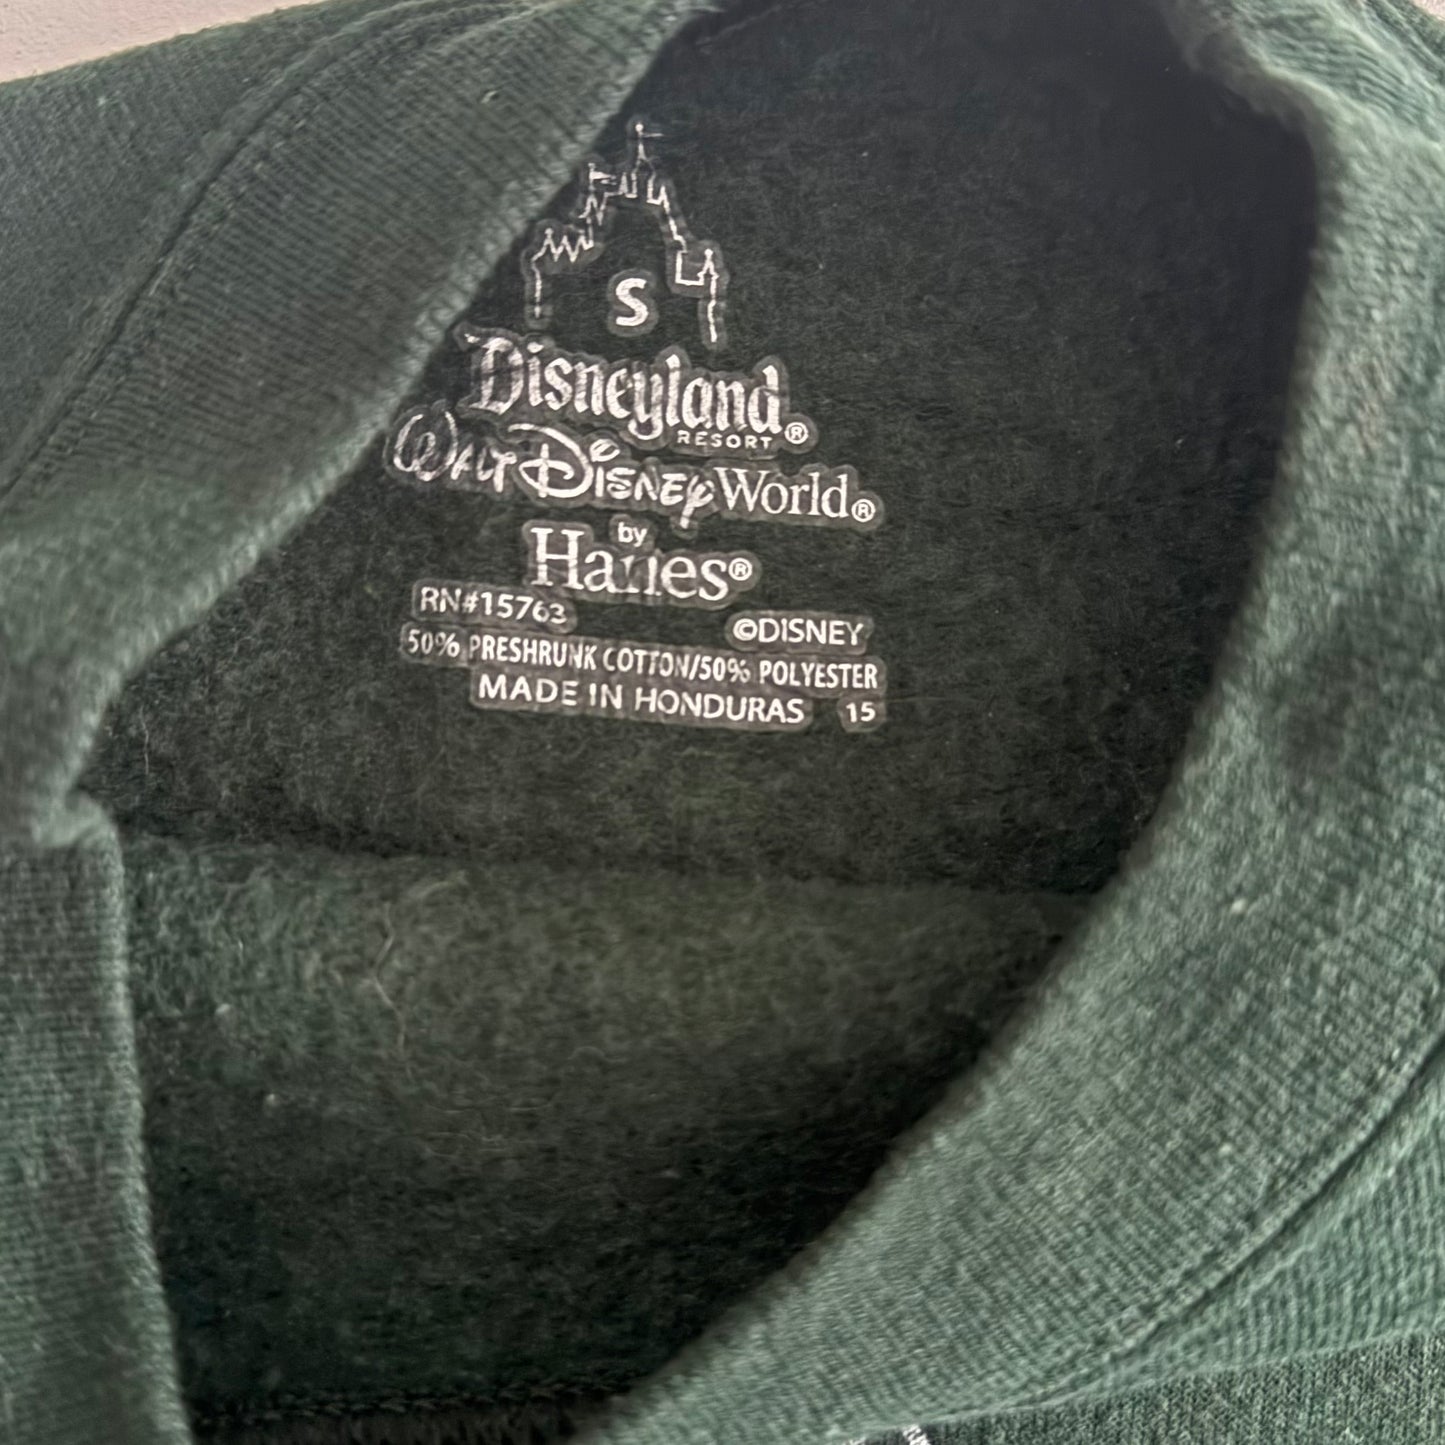 S
Disneyland®
RESORT
WALT DISNEY World®
by
Hanes®
RN#15763
©DISNEY
50% PRESHRUNK COTTON/50% POLYESTER
MADE IN HONDURAS 15